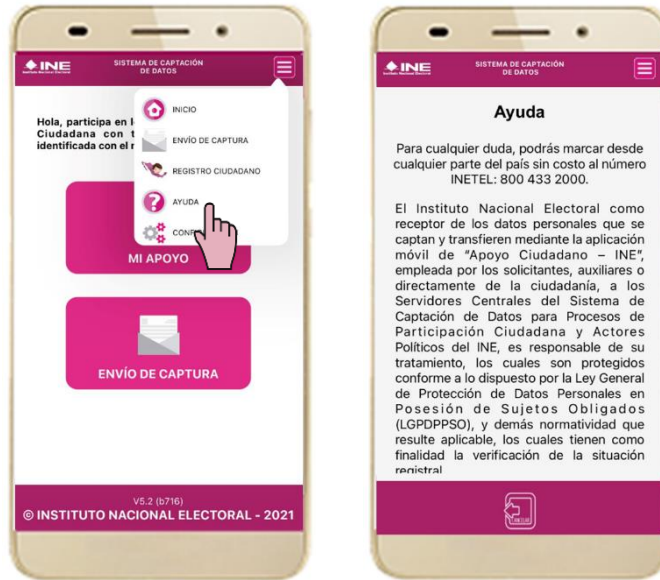 INE
SISTEMA DE CAPTACIÓN
DE DATOS
INICIO
ENVÍO DE CAPTURA
REGISTRO CIUDADANO
AYUDA
Hola, participa en
Ciudadana con
identificada con el
MI APOYO
ENVÍO DE CAPTURA
V5.2 (b716)
© INSTITUTO NACIONAL ELECTORAL - 2021
INE
SISTEMA DE CAPTACIÓN
DE DATOS
Ayuda
Para cualquier duda, podrás marcar desde
cualquier parte del país sin costo al número
INETEL: 800 433 2000.
El Instituto Nacional Electoral como
receptor de los datos personales que se
captan y transfieren mediante la aplicación
móvil de “Apoyo Ciudadano – INE”,
empleada por los solicitantes, auxiliares o
directamente de la ciudadanía, a los
Servidores Centrales del Sistema de
Captación de Datos para Procesos de
Participación Ciudadana y Actores
Políticos del INE, es responsable de su
tratamiento, los cuales son protegidos
conforme a lo dispuesto por la Ley General
de Protección de Datos Personales en
Posesión de Sujetos Obligados
(LGPDPPSO), y demás normatividad que
resulte aplicable, los cuales tienen como
finalidad la verificación de la situación
registral